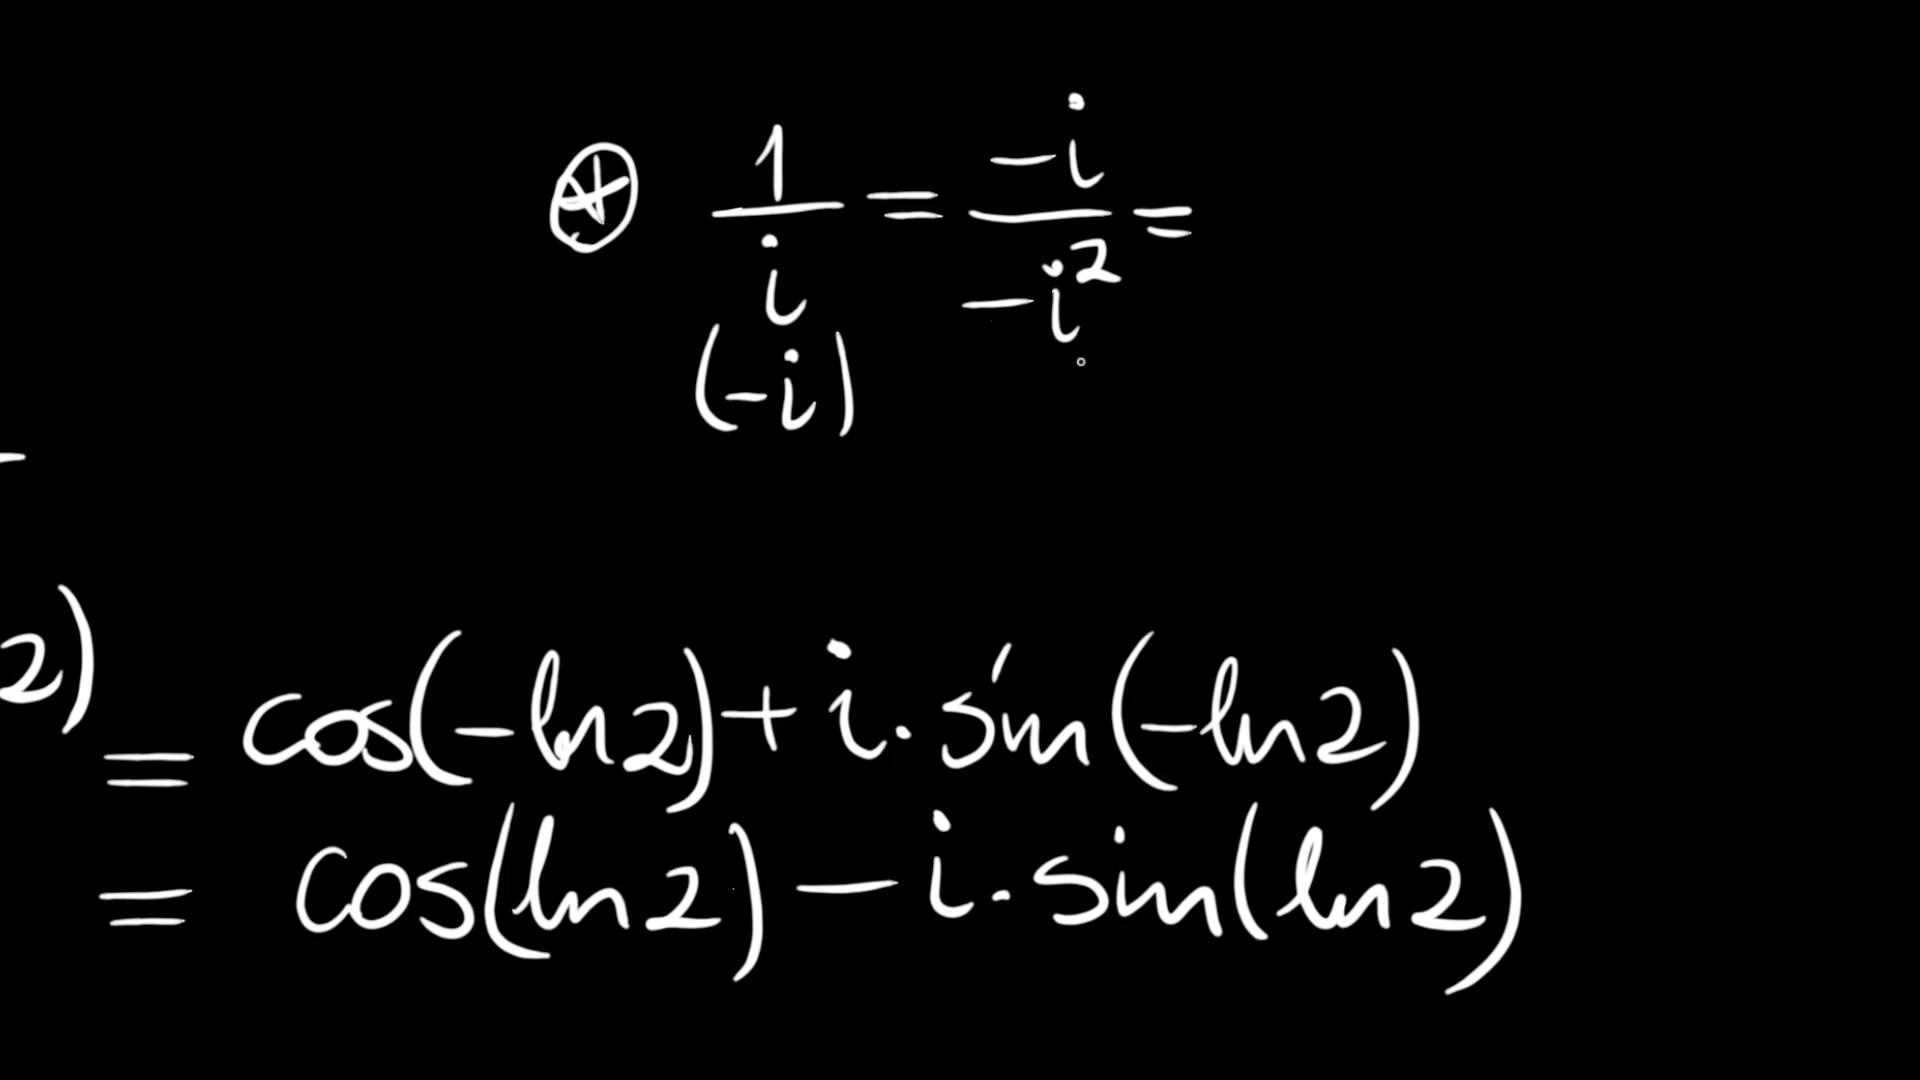 ⊛ 1/i = -i/-i² =
(-i)
2)
= cos(-ln2)+i·sin(-ln2)
= cos(ln2)-i·sin(ln2)